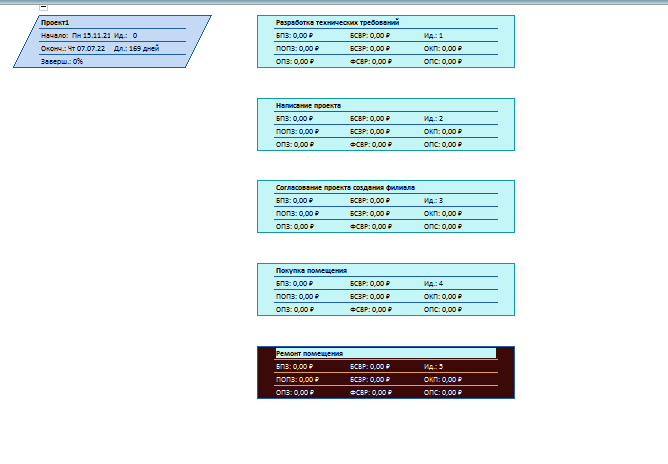 Проект1
Начало: Пн 15.11.21 Ид.: 0
Оконч.: Чт 07.07.22 Дл.: 169 дней
Заверш.: 0%
Разработка технических требований
БПЗ: 0,00 ₽ БСВР: 0,00 ₽ Ид.: 1
ПОПЗ: 0,00 ₽ БСЗР: 0,00 ₽ ОКП: 0,00 ₽
ОПЗ: 0,00 ₽ ФСВР: 0,00 ₽ ОПС: 0,00 ₽
Написание проекта
БПЗ: 0,00 ₽ БСВР: 0,00 ₽ Ид.: 2
ПОПЗ: 0,00 ₽ БСЗР: 0,00 ₽ ОКП: 0,00 ₽
ОПЗ: 0,00 ₽ ФСВР: 0,00 ₽ ОПС: 0,00 ₽
Согласование проекта создания филиала
БПЗ: 0,00 ₽ БСВР: 0,00 ₽ Ид.: 3
ПОПЗ: 0,00 ₽ БСЗР: 0,00 ₽ ОКП: 0,00 ₽
ОПЗ: 0,00 ₽ ФСВР: 0,00 ₽ ОПС: 0,00 ₽
Покупка помещения
БПЗ: 0,00 ₽ БСВР: 0,00 ₽ Ид.: 4
ПОПЗ: 0,00 ₽ БСЗР: 0,00 ₽ ОКП: 0,00 ₽
ОПЗ: 0,00 ₽ ФСВР: 0,00 ₽ ОПС: 0,00 ₽
Ремонт помещения
БПЗ: 0,00 ₽ БСВР: 0,00 ₽ Ид.: 5
ПОПЗ: 0,00 ₽ БСЗР: 0,00 ₽ ОКП: 0,00 ₽
ОПЗ: 0,00 ₽ ФСВР: 0,00 ₽ ОПС: 0,00 ₽